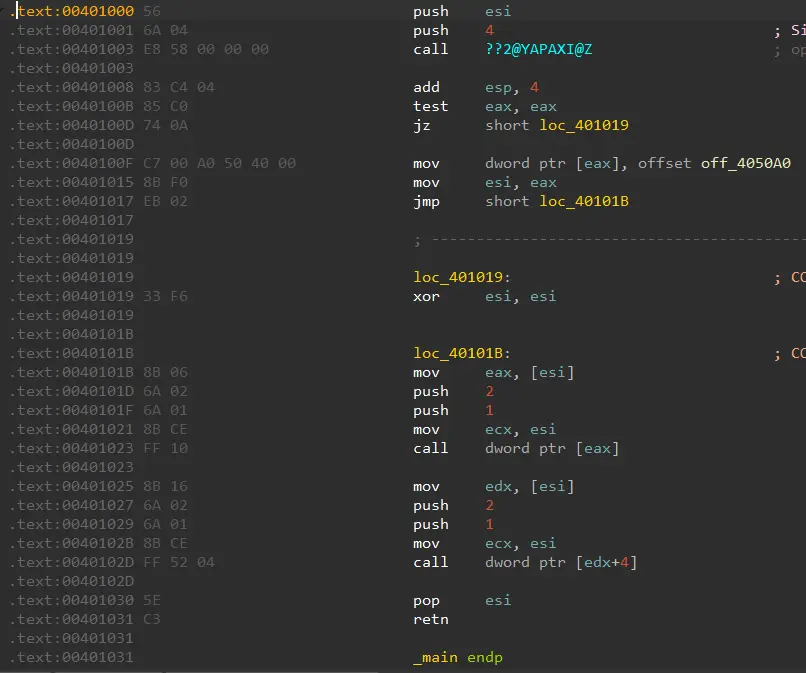 .text:00401000 56 push esi
.text:00401001 6A 04 push 4 ; Si
.text:00401003 E8 58 00 00 00 call ??2@YAPAXI@Z ; op
.text:00401003
.text:00401008 83 C4 04 add esp, 4
.text:0040100B 85 C0 test eax, eax
.text:0040100D 74 0A jz short loc_401019
.text:0040100D
.text:0040100F C7 00 A0 50 40 00 mov dword ptr [eax], offset off_4050A0
.text:00401015 8B F0 mov esi, eax
.text:00401017 EB 02 jmp short loc_40101B
.text:00401017
.text:00401019 ; ------------------------------------------
.text:00401019
.text:00401019 loc_401019: ; CO
.text:00401019 33 F6 xor esi, esi
.text:00401019
.text:0040101B
.text:0040101B loc_40101B: ; CO
.text:0040101B 8B 06 mov eax, [esi]
.text:0040101D 6A 02 push 2
.text:0040101F 6A 01 push 1
.text:00401021 8B CE mov ecx, esi
.text:00401023 FF 10 call dword ptr [eax]
.text:00401023
.text:00401025 8B 16 mov edx, [esi]
.text:00401027 6A 02 push 2
.text:00401029 6A 01 push 1
.text:0040102B 8B CE mov ecx, esi
.text:0040102D FF 52 04 call dword ptr [edx+4]
.text:0040102D
.text:00401030 5E pop esi
.text:00401031 C3 retn
.text:00401031
.text:00401031 _main endp